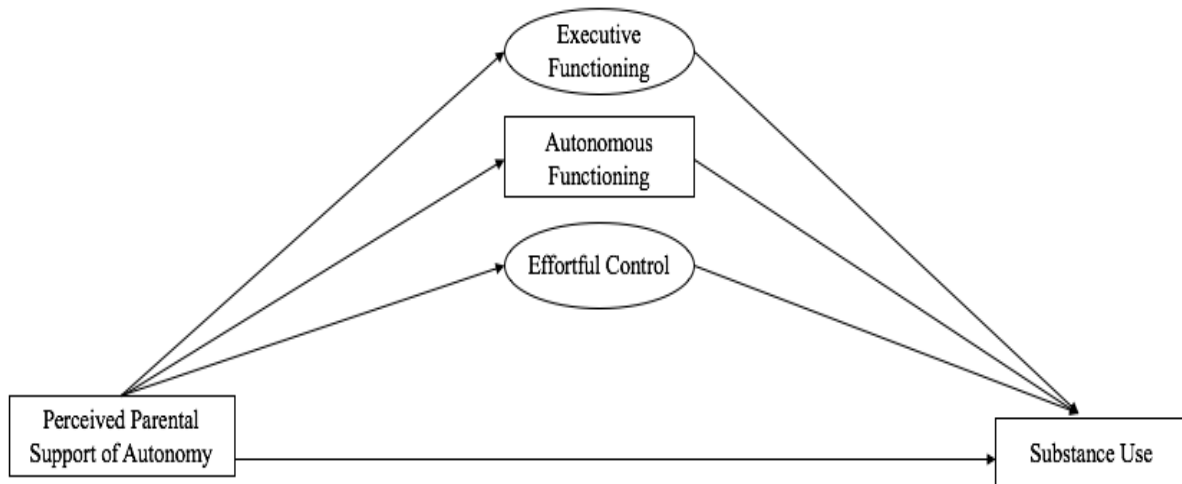 Executive
Functioning
Autonomous
Functioning
Effortful Control
Perceived Parental
Support of Autonomy
Substance Use